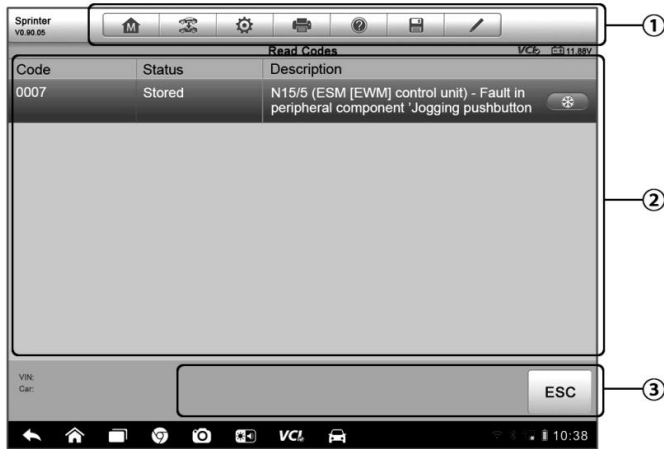 Sprinter
V0.90.05
M
①
Read Codes
VCI 11.88V
Code Status Description
0007 Stored N15/5 (ESM [EWM] control unit) - Fault in
peripheral component 'Jogging pushbutton
②
VIN:
Car:
ESC
③
VCI 10:38